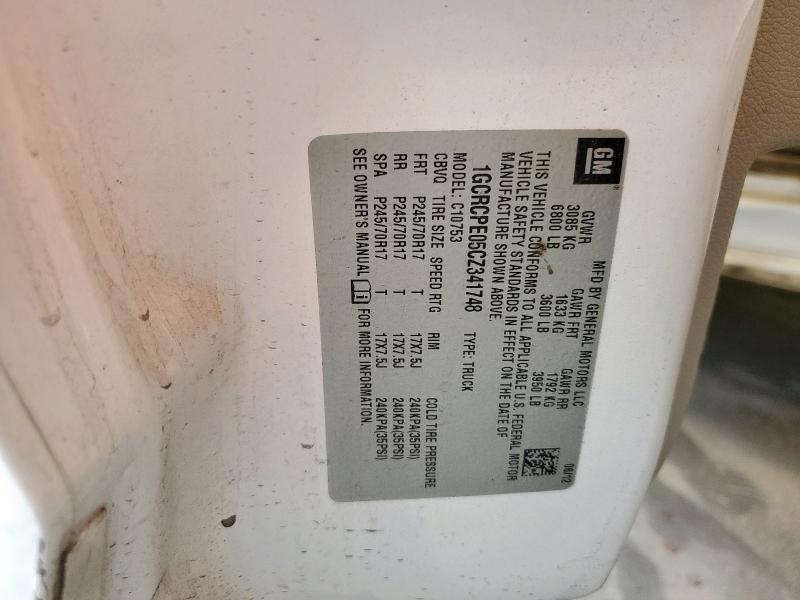 GM
MFD BY GENERAL MOTORS LLC 06/12
GVWR GAWR FRT GAWR RR
3085 KG 1633 KG 1792 KG
6800 LB 3600 LB 3950 LB
THIS VEHICLE CONFORMS TO ALL APPLICABLE U.S. FEDERAL MOTOR
VEHICLE SAFETY STANDARDS IN EFFECT ON THE DATE OF
MANUFACTURE SHOWN ABOVE.
1GCRCPE05CZ341748 TYPE: TRUCK
MODEL: C10753
CBVQ TIRE SIZE SPEED RTG RIM COLD TIRE PRESSURE
FRT P245/70R17 T 17X7.5J 240KPA(35PSI)
RR P245/70R17 T 17X7.5J 240KPA(35PSI)
SPA P245/70R17 T 17X7.5J 240KPA(35PSI)
SEE OWNER'S MANUAL i FOR MORE INFORMATION.